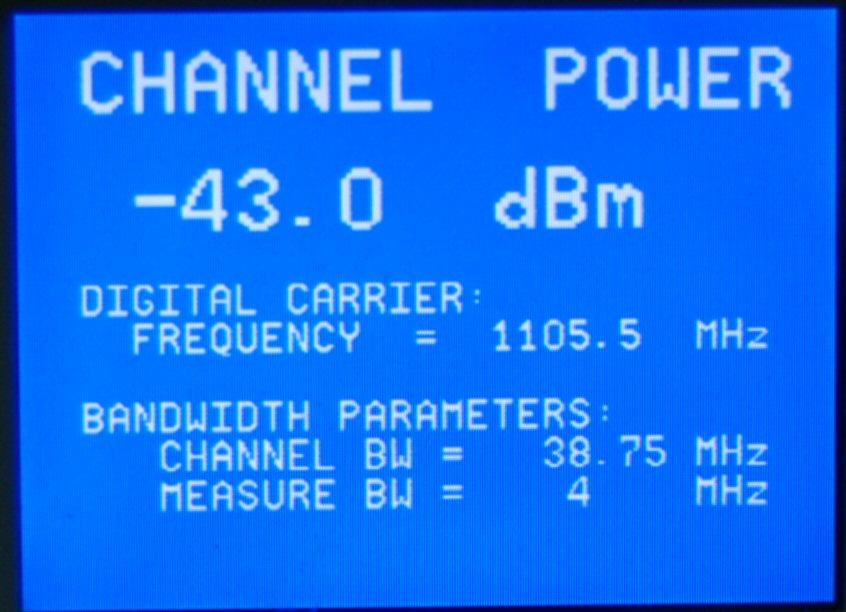 CHANNEL POWER
-43.0 dBm
DIGITAL CARRIER:
FREQUENCY = 1105.5 MHz
BANDWIDTH PARAMETERS:
CHANNEL BW = 38.75 MHz
MEASURE BW = 4 MHz